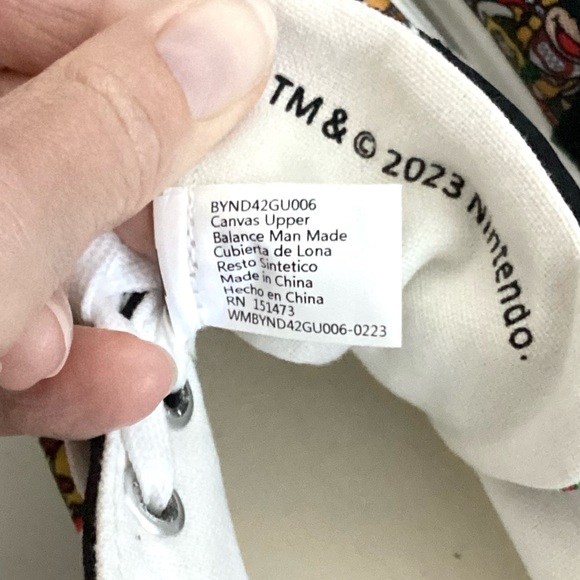 TM & © 2023 Nintendo.
BYND42GU006
Canvas Upper
Balance Man Made
Cubierta de Lona
Resto Sintetico
Made in China
Hecho en China
RN 151473
WMBYND42GU006-0223